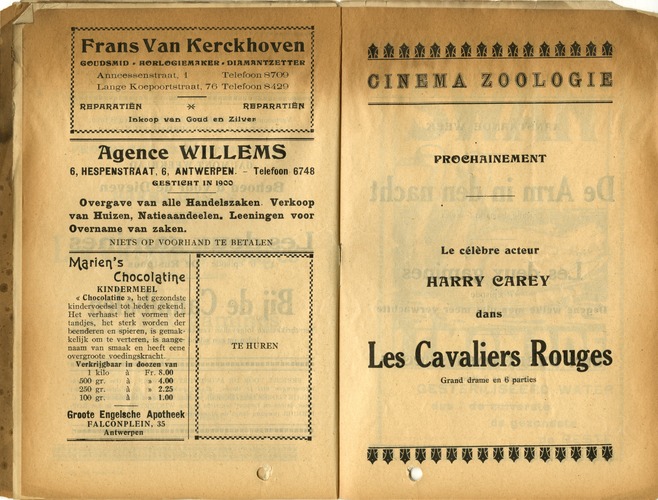 Frans Van Kerckhoven
GOUDSMID - HORLOGIEMAKER - DIAMANTZETTER
Anneessenstraat, 1 Telefoon 8709
Lange Koepoortstraat, 76 Telefoon 8429
REPARATIËN REPARATIËN
Inkoop van Goud en Zilver
Agence WILLEMS
6, HESPENSTRAAT, 6, ANTWERPEN. - Telefoon 6748
GESTICHT IN 1900
Overgave van alle Handelszaken. Verkoop
van Huizen, Natieaandeelen. Leeningen voor
Overname van zaken.
NIETS OP VOORHAND TE BETALEN
Marien's
Chocolatine
KINDERMEEL
« Chocolatine », het gezondste
kindervoedsel tot heden gekend.
Het verhaast het vormen der
tandjes, het sterk worden der
beenderen en spieren, is gemak-
kelijk om te verteren, is aange-
naam van smaak en heeft eene
overgroote voedingskracht.
Verkrijgbaar in doozen van
1 kilo à Fr. 8.00
500 gr. à » 4.00
250 gr. à » 2.25
100 gr. à » 1.00
Groote Engelsche Apotheek
FALCONPLEIN, 35
Antwerpen
TE HUREN
CINEMA ZOOLOGIE
PROCHAINEMENT
Le célèbre acteur
HARRY CAREY
dans
Les Cavaliers Rouges
Grand drame en 6 parties